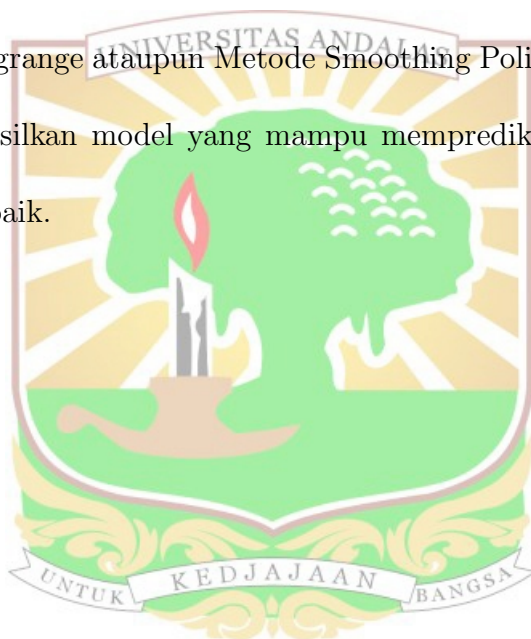 UNIVERSITAS ANDALAS
grange ataupun Metode Smoothing Poli
silkan model yang mampu mempredik
baik.
UNTUK KEDJAJAAN BANGSA